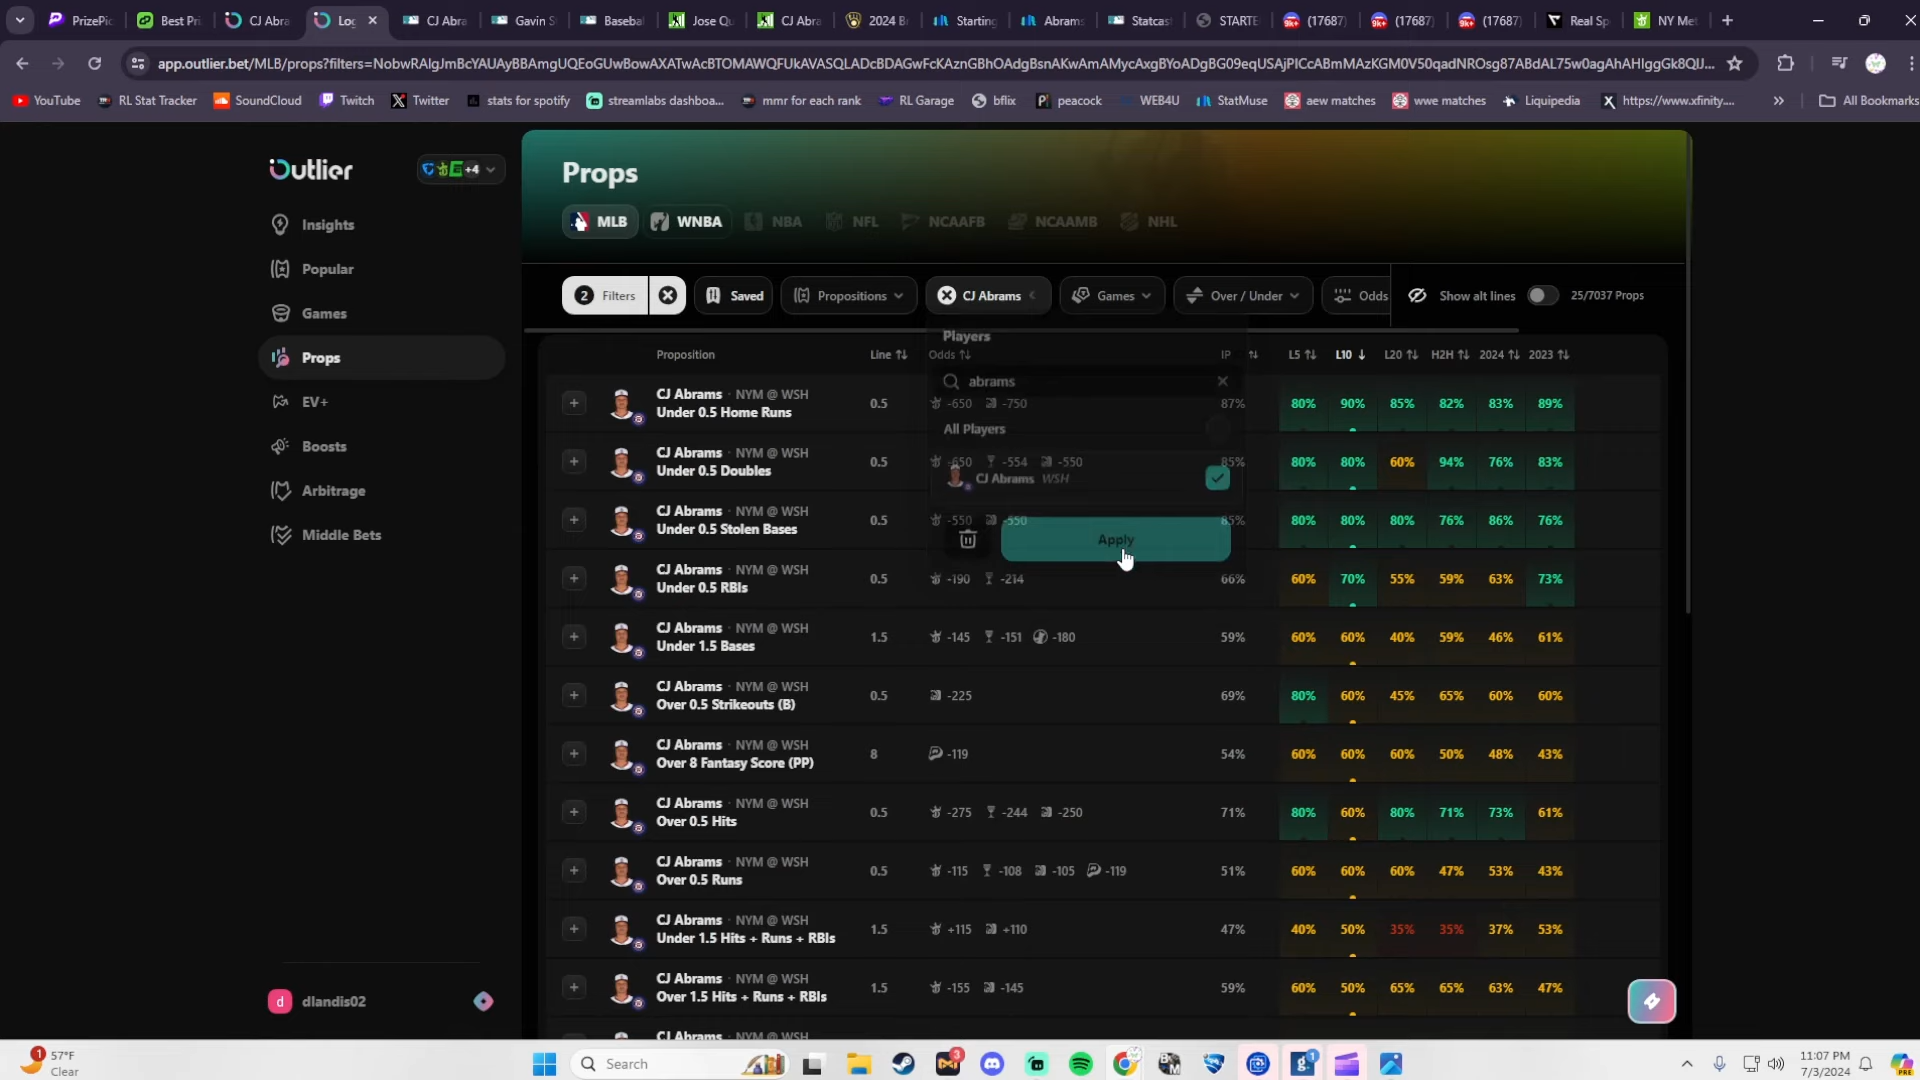 PrizePic
Best Pri
CJ Abra
Log
CJ Abra
Gavin S
Baseba
Jose Qu
CJ Abra
2024 B
Starting
Abrams
Statcas
STARTE
(17687)
(17687)
(17687)
Real Sp
NY Met
YouTube
RL Stat Tracker
SoundCloud
Twitch
Twitter
stats for spotify
streamlabs dashboa...
mmr for each rank
RL Garage
bflix
peacock
WEB4U
StatMuse
aew matches
wwe matches
Liquipedia
https://www.xfinity....
All Bookmarks
Outlier
+4
Insights
Popular
Games
Props
EV+
Boosts
Arbitrage
Middle Bets
dlandis02
Props
MLB WNBA NBA NFL NCAAFB NCAAMB NHL
2 Filters Saved Propositions CJ Abrams Games Over / Under Odds Show alt lines 25/7037 Props
Players
abrams
All Players
CJ Abrams WSH
Apply
Proposition Line Odds IP L5 L10 L20 H2H 2024 2023
CJ Abrams · NYM @ WSH
Under 0.5 Home Runs 0.5 -650 -750 87% 80% 90% 85% 82% 83% 89%
CJ Abrams · NYM @ WSH
Under 0.5 Doubles 0.5 -650 -554 -550 85% 80% 80% 60% 94% 76% 83%
CJ Abrams · NYM @ WSH
Under 0.5 Stolen Bases 0.5 -550 -550 85% 80% 80% 80% 76% 86% 76%
CJ Abrams · NYM @ WSH
Under 0.5 RBIs 0.5 -190 -214 66% 60% 70% 55% 59% 63% 73%
CJ Abrams · NYM @ WSH
Under 1.5 Bases 1.5 -145 -151 -180 59% 60% 60% 40% 59% 46% 61%
CJ Abrams · NYM @ WSH
Over 0.5 Strikeouts (B) 0.5 -225 69% 80% 60% 45% 65% 60% 60%
CJ Abrams · NYM @ WSH
Over 8 Fantasy Score (PP) 8 -119 54% 60% 60% 60% 50% 48% 43%
CJ Abrams · NYM @ WSH
Over 0.5 Hits 0.5 -275 -244 -250 71% 80% 60% 80% 71% 73% 61%
CJ Abrams · NYM @ WSH
Over 0.5 Runs 0.5 -115 -108 -105 -119 51% 60% 60% 60% 47% 53% 43%
CJ Abrams · NYM @ WSH
Under 1.5 Hits + Runs + RBIs 1.5 +115 +110 47% 40% 50% 35% 35% 37% 53%
CJ Abrams · NYM @ WSH
Over 1.5 Hits + Runs + RBIs 1.5 -155 -145 59% 60% 50% 65% 65% 63% 47%
CJ Abrams · NYM @ WSH
57°F
Clear
Search
11:07 PM
7/3/2024